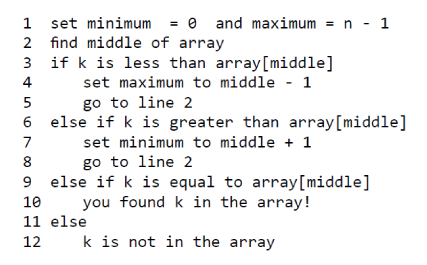 1 set minimum = 0 and maximum = n - 1
2 find middle of array
3 if k is less than array[middle]
4 set maximum to middle - 1
5 go to line 2
6 else if k is greater than array[middle]
7 set minimum to middle + 1
8 go to line 2
9 else if k is equal to array[middle]
10 you found k in the array!
11 else
12 k is not in the array